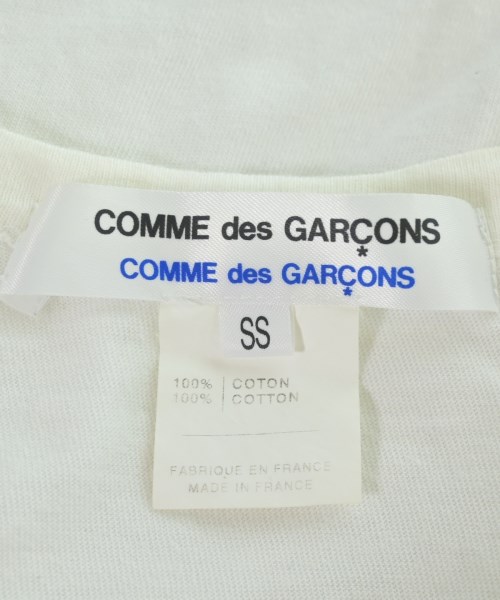 COMME des GARÇONS
*
COMME des GARÇONS
*
SS
100% | COTON
100% | COTTON
FABRIQUE EN FRANCE
MADE IN FRANCE